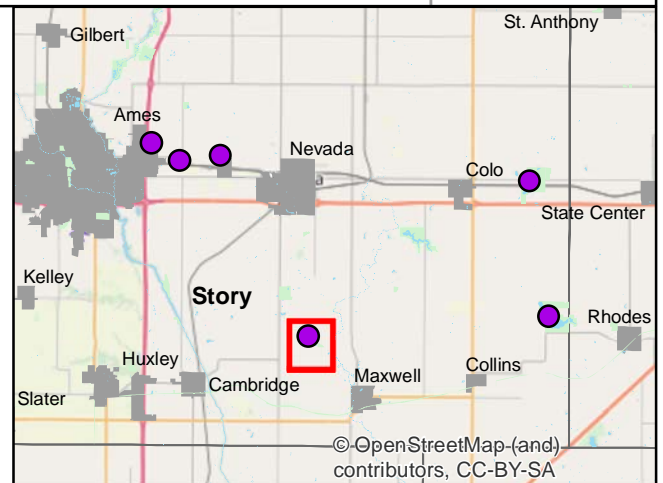 St. Anthony
Gilbert
Ames
Nevada
a
Colo
State Center
Kelley
Story
Rhodes
Huxley
Collins
Cambridge
Maxwell
Slater
© OpenStreetMap (and)
contributors, CC-BY-SA